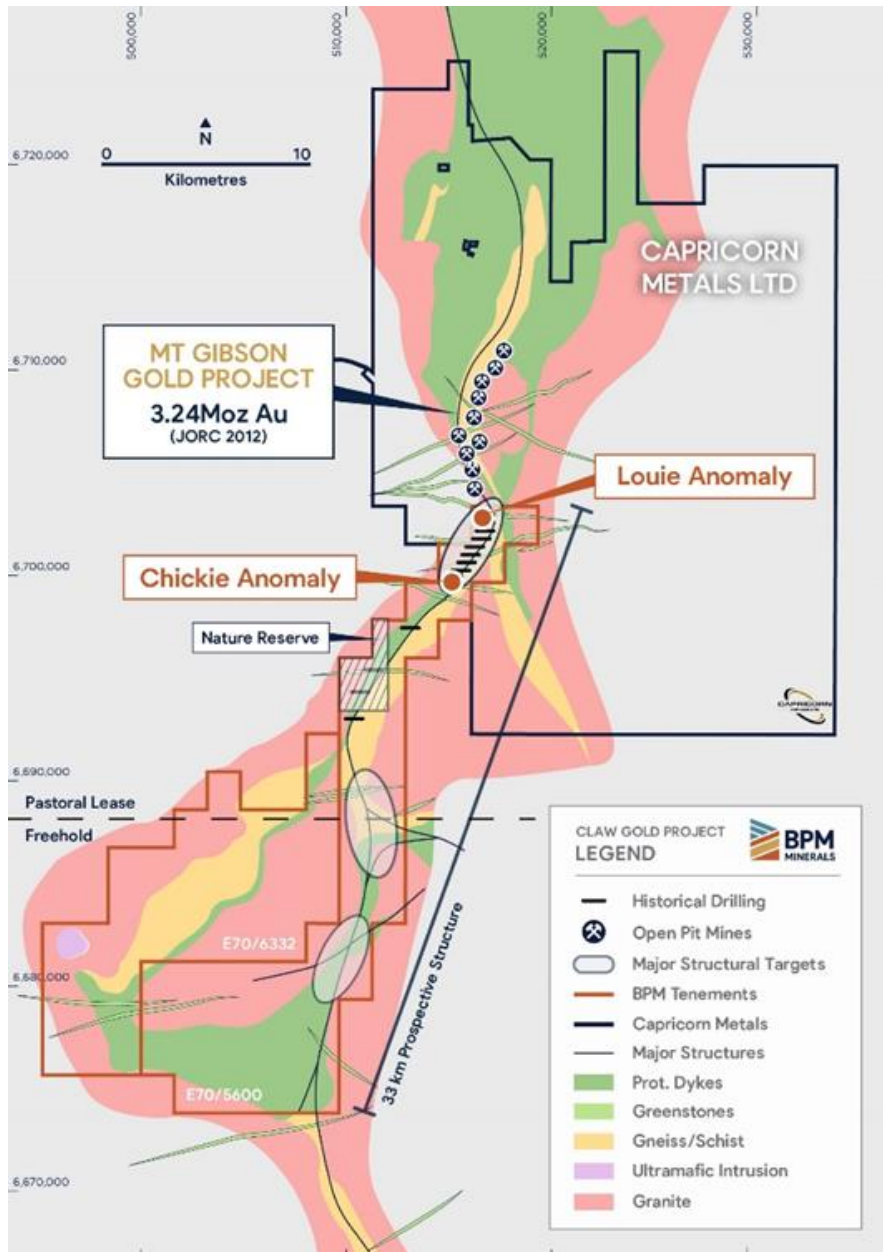 500,000
510,000
520,000
530,000
6,720,000
N
0 10
Kilometres
CAPRICORN
METALS LTD
6,710,000
MT GIBSON
GOLD PROJECT
3.24Moz Au
(JORC 2012)
Louie Anomaly
6,700,000
Chickie Anomaly
Nature Reserve
CAPRICORN
6,690,000
Pastoral Lease
Freehold
33 km Prospective Structure
E70/6332
6,680,000
E70/5600
6,670,000
CLAW GOLD PROJECT
LEGEND
BPM
MINERALS
Historical Drilling
Open Pit Mines
Major Structural Targets
BPM Tenements
Capricorn Metals
Major Structures
Prot. Dykes
Greenstones
Gneiss/Schist
Ultramafic Intrusion
Granite